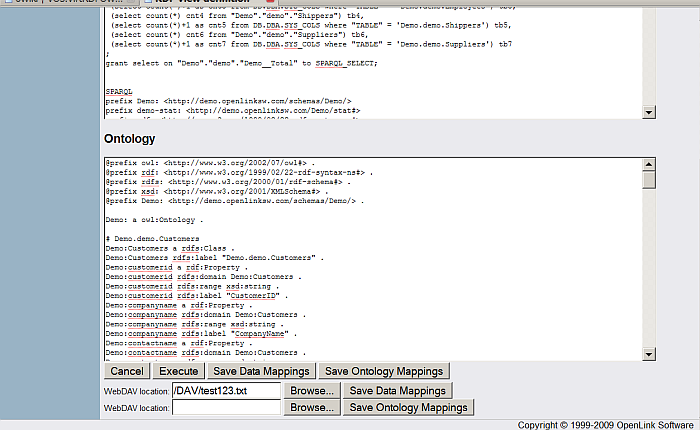 (select count(*) cnt4 from "Demo"."demo"."Shippers") tb4,
(select count(*)+1 as cnt5 from DB.DBA.SYS_COLS where "TABLE" = 'Demo.demo.Shippers') tb5,
(select count(*) cnt6 from "Demo"."demo"."Suppliers") tb6,
(select count(*)+1 as cnt7 from DB.DBA.SYS_COLS where "TABLE" = 'Demo.demo.Suppliers') tb7
;
grant select on "Demo"."demo"."Demo__Total" to SPARQL_SELECT;
SPARQL
prefix Demo: <http://demo.openlinksw.com/schemas/Demo/>
prefix demo-stat: <http://demo.openlinksw.com/Demo/stat#>
Ontology
@prefix owl: <http://www.w3.org/2002/07/owl#> .
@prefix rdf: <http://www.w3.org/1999/02/22-rdf-syntax-ns#> .
@prefix rdfs: <http://www.w3.org/2000/01/rdf-schema#> .
@prefix xsd: <http://www.w3.org/2001/XMLSchema#> .
@prefix Demo: <http://demo.openlinksw.com/schemas/Demo/> .
Demo: a owl:Ontology .
# Demo.demo.Customers
Demo:Customers a rdfs:Class .
Demo:Customers rdfs:label "Demo.demo.Customers" .
Demo:customerid a rdf:Property .
Demo:customerid rdfs:domain Demo:Customers .
Demo:customerid rdfs:range xsd:string .
Demo:customerid rdfs:label "CustomerID" .
Demo:companyname a rdf:Property .
Demo:companyname rdfs:domain Demo:Customers .
Demo:companyname rdfs:range xsd:string .
Demo:companyname rdfs:label "CompanyName" .
Demo:contactname a rdf:Property .
Demo:contactname rdfs:domain Demo:Customers .
Cancel Execute Save Data Mappings Save Ontology Mappings
WebDAV location: /DAV/test123.txt Browse... Save Data Mappings
WebDAV location: Browse... Save Ontology Mappings
Copyright © 1999-2009 OpenLink Software